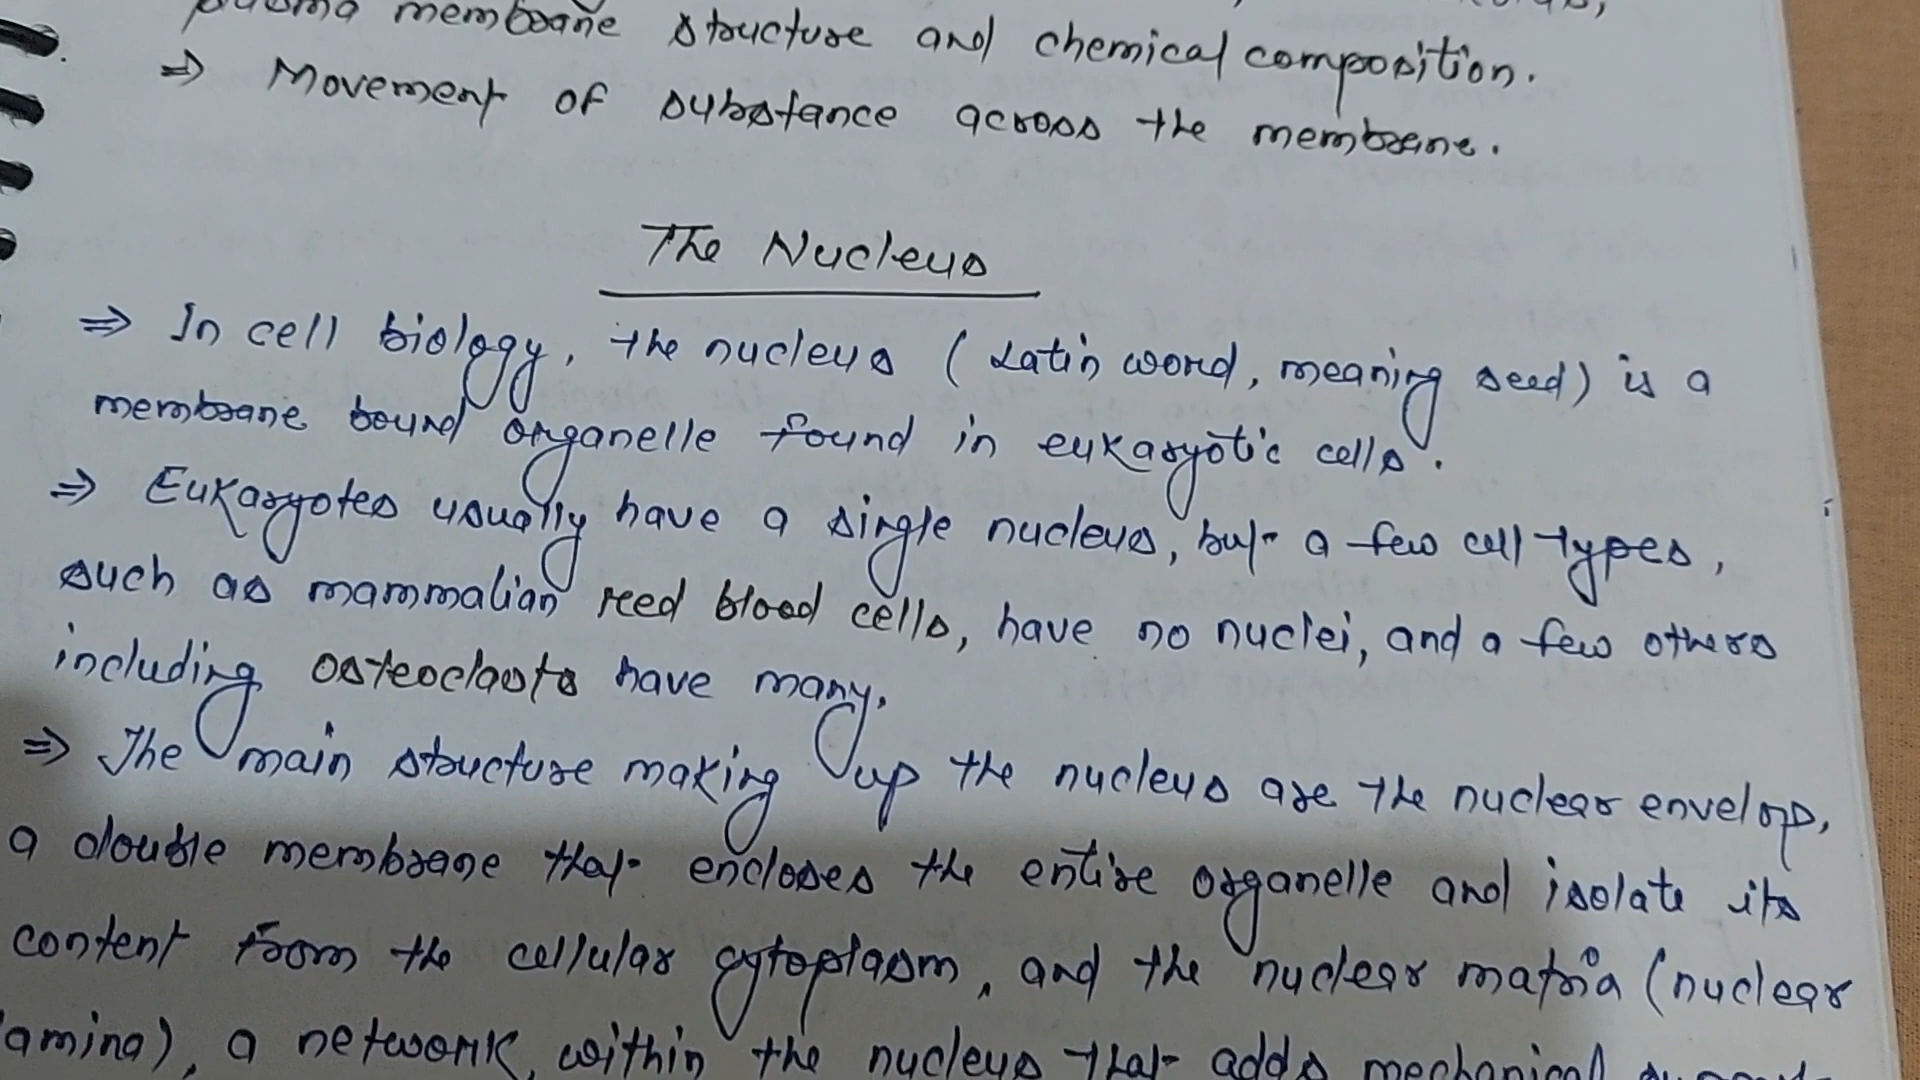 membrane structure and chemical composition.
⇒ Movement of substance across the membrane.
The Nucleus
⇒ In cell biology, the nucleus (Latin word, meaning seed) is a
membrane bound organelle found in eukaryotic cells.
⇒ Eukaryotes usually have a single nucleus, but a few cell types,
such as mammalian reed blood cells, have no nuclei, and a few others
including osteoclasts have many.
⇒ The main structure making up the nucleus are the nuclear envelop,
a double membrane that encloses the entire organelle and isolate its
content from the cellular cytoplasm, and the nuclear matrix (nuclear
amina), a network within the nucleus that adds mechanical